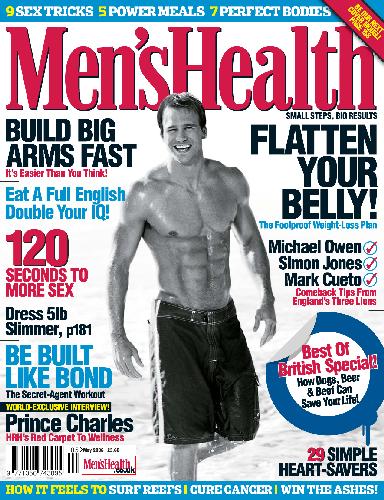 9 SEX TRICKS 5 POWER MEALS 7 PERFECT BODIES
Men'sHealth
SMALL STEPS, BIG RESULTS
BUILD BIG
ARMS FAST
It's Easier Than You Think!
Eat A Full English
Double Your IQ!
120
SECONDS TO
MORE SEX
Dress 5lb
Slimmer, p181
BE BUILT
LIKE BOND
The Secret-Agent Workout
WORLD-EXCLUSIVE INTERVIEW!
Prince Charles
HRH's Red Carpet To Wellness
FLATTEN
YOUR
BELLY!
The Foolproof Weight-Loss Plan
Michael Owen
Simon Jones
Mark Cueto
Comeback Tips From
England's Three Lions
Best Of
British Special!
How Dogs, Beer
& Beef Can
Save Your Life!
29 SIMPLE
HEART-SAVERS
Men'sHealth
HOW IT FEELS TO SURF REEFS | CURE CANCER | WIN THE ASHES!